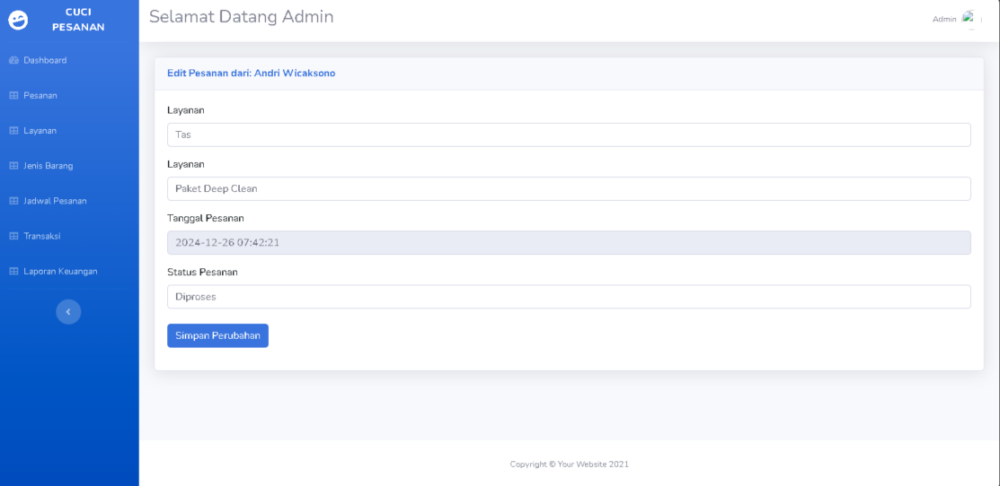 CUCI
PESANAN
Dashboard
Pesanan
Layanan
Jenis Barang
Jadwal Pesanan
Transaksi
Laporan Keuangan
Selamat Datang Admin
Admin
Edit Pesanan dari: Andri Wicaksono
Layanan
Tas
Layanan
Paket Deep Clean
Tanggal Pesanan
2024-12-26 07:42:21
Status Pesanan
Diproses
Simpan Perubahan
Copyright © Your Website 2021